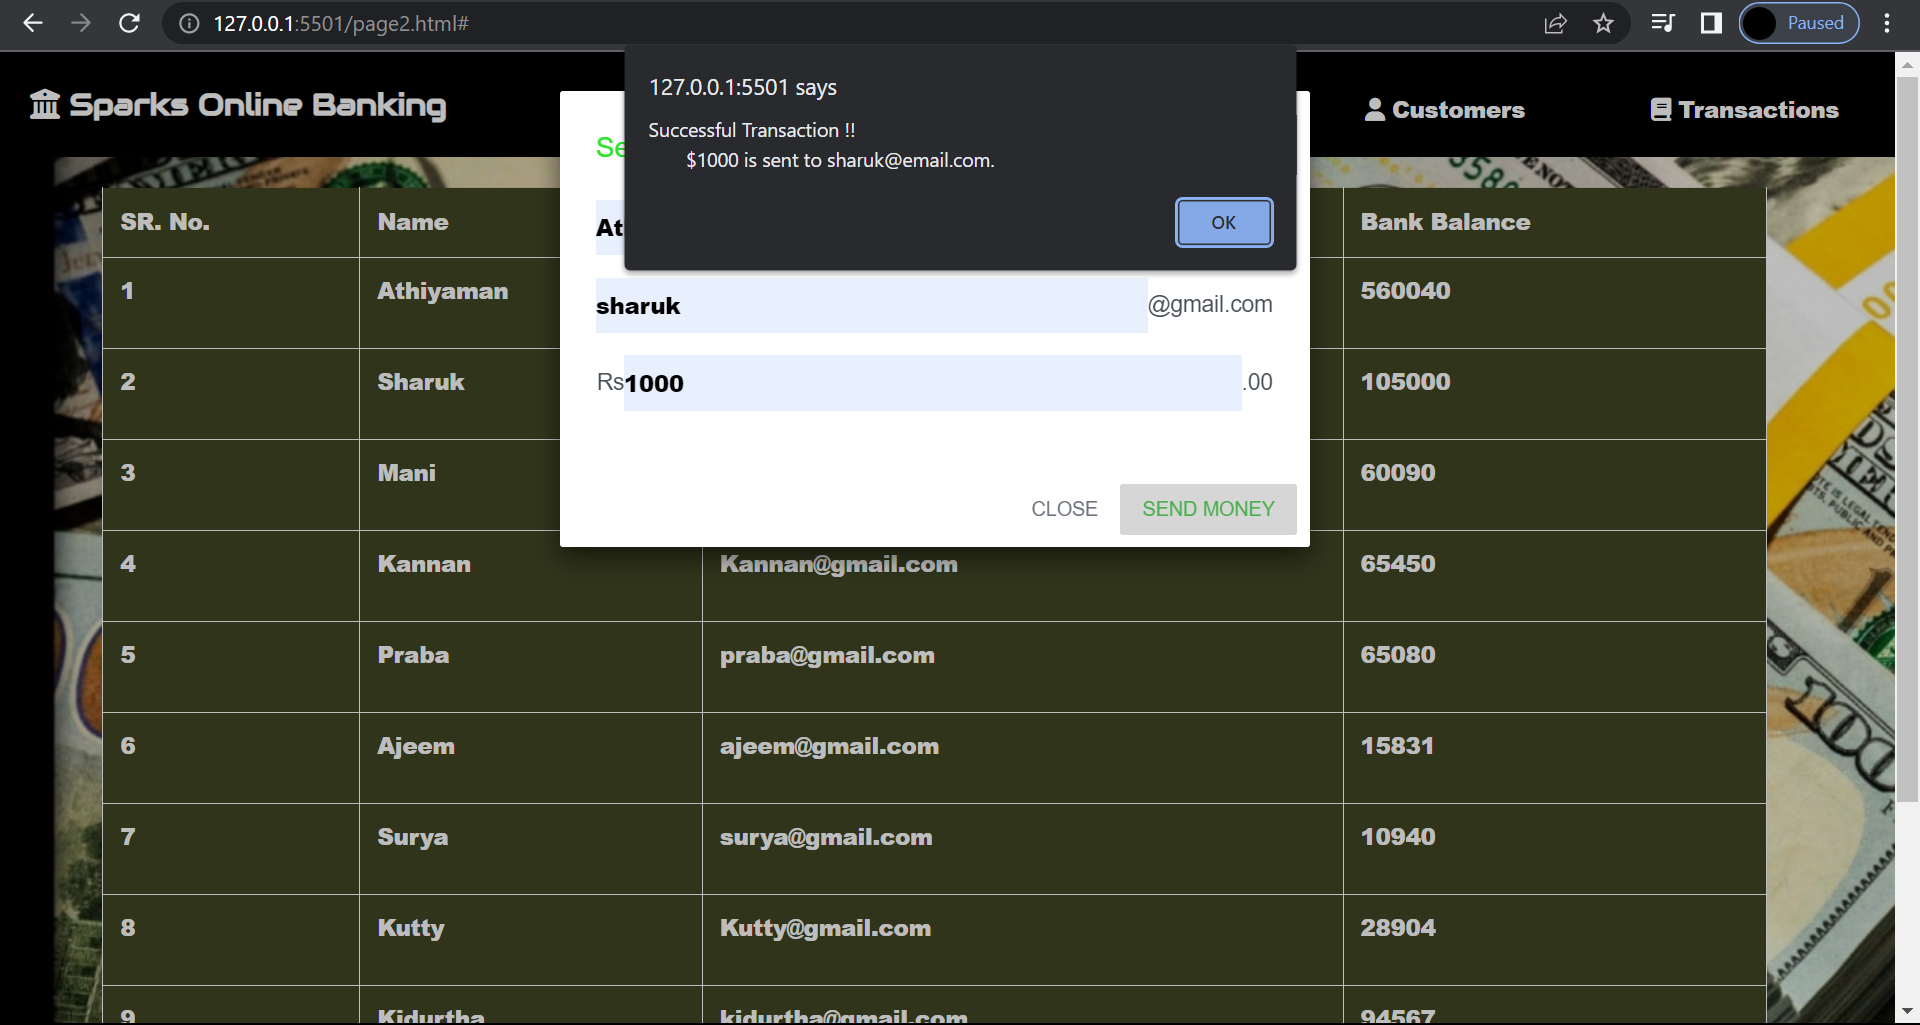 127.0.0.1:5501/page2.html#
Paused
127.0.0.1:5501 says
Successful Transaction !!
$1000 is sent to sharuk@email.com.
OK
Sparks Online Banking
Customers
Transactions
Se
At
sharuk @gmail.com
Rs 1000 .00
CLOSE SEND MONEY
SR. No. Name Bank Balance
1 Athiyaman 560040
2 Sharuk 105000
3 Mani 60090
4 Kannan Kannan@gmail.com 65450
5 Praba praba@gmail.com 65080
6 Ajeem ajeem@gmail.com 15831
7 Surya surya@gmail.com 10940
8 Kutty Kutty@gmail.com 28904
9 Kidurtha kidurtha@gmail.com 94567